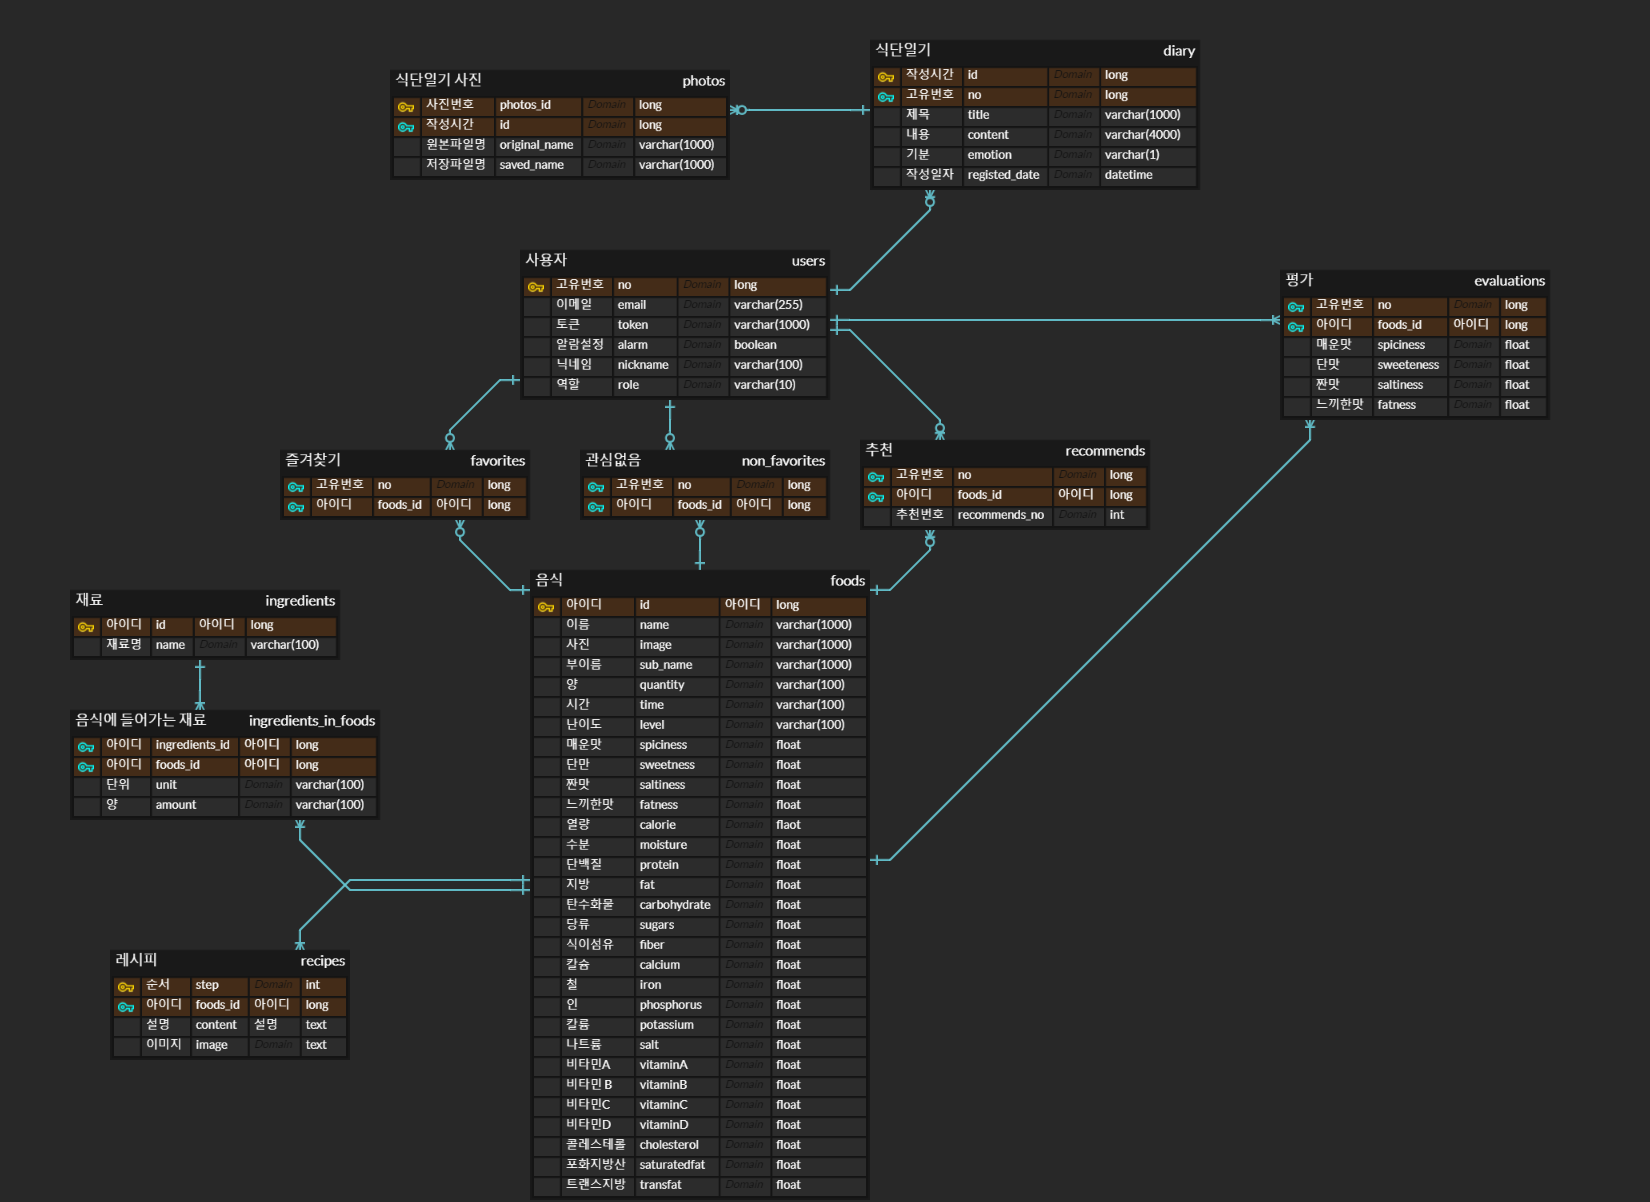 식단일기 diary
작성시간 id Domain long
고유번호 no Domain long
제목 title Domain varchar(1000)
내용 content Domain varchar(4000)
기분 emotion Domain varchar(1)
작성일자 registed_date Domain datetime
식단일기 사진 photos
사진번호 photos_id Domain long
작성시간 id Domain long
원본파일명 original_name Domain varchar(1000)
저장파일명 saved_name Domain varchar(1000)
사용자 users
고유번호 no Domain long
이메일 email Domain varchar(255)
토큰 token Domain varchar(1000)
알람설정 alarm Domain boolean
닉네임 nickname Domain varchar(100)
역할 role Domain varchar(10)
평가 evaluations
고유번호 no Domain long
아이디 foods_id 아이디 long
매운맛 spiciness Domain float
단맛 sweeteness Domain float
짠맛 saltiness Domain float
느끼한맛 fatness Domain float
즐겨찾기 favorites
고유번호 no Domain long
아이디 foods_id 아이디 long
관심없음 non_favorites
고유번호 no Domain long
아이디 foods_id 아이디 long
추천 recommends
고유번호 no Domain long
아이디 foods_id 아이디 long
추천번호 recommends_no Domain int
재료 ingredients
아이디 id 아이디 long
재료명 name Domain varchar(100)
음식에 들어가는 재료 ingredients_in_foods
아이디 ingredients_id 아이디 long
아이디 foods_id 아이디 long
단위 unit Domain varchar(100)
양 amount Domain varchar(100)
레시피 recipes
순서 step Domain int
아이디 foods_id 아이디 long
설명 content 설명 text
이미지 image Domain text
음식 foods
아이디 id 아이디 long
이름 name Domain varchar(1000)
사진 image Domain varchar(1000)
부이름 sub_name Domain varchar(1000)
양 quantity Domain varchar(100)
시간 time Domain varchar(100)
난이도 level Domain varchar(100)
매운맛 spiciness Domain float
단만 sweetness Domain float
짠맛 saltiness Domain float
느끼한맛 fatness Domain float
열량 calorie Domain flaot
수분 moisture Domain float
단백질 protein Domain float
지방 fat Domain float
탄수화물 carbohydrate Domain float
당류 sugars Domain float
식이섬유 fiber Domain float
칼슘 calcium Domain float
철 iron Domain float
인 phosphorus Domain float
칼륨 potassium Domain float
나트륨 salt Domain float
비타민A vitaminA Domain float
비타민 B vitaminB Domain float
비타민C vitaminC Domain float
비타민D vitaminD Domain float
콜레스테롤 cholesterol Domain float
포화지방산 saturatedfat Domain float
트랜스지방 transfat Domain float